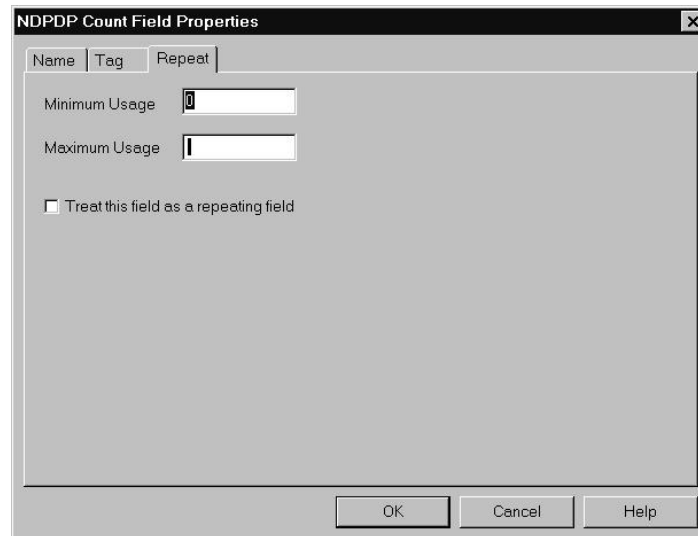 NDPDP Count Field Properties
Name Tag Repeat
Minimum Usage 0
Maximum Usage
Treat this field as a repeating field
OK Cancel Help